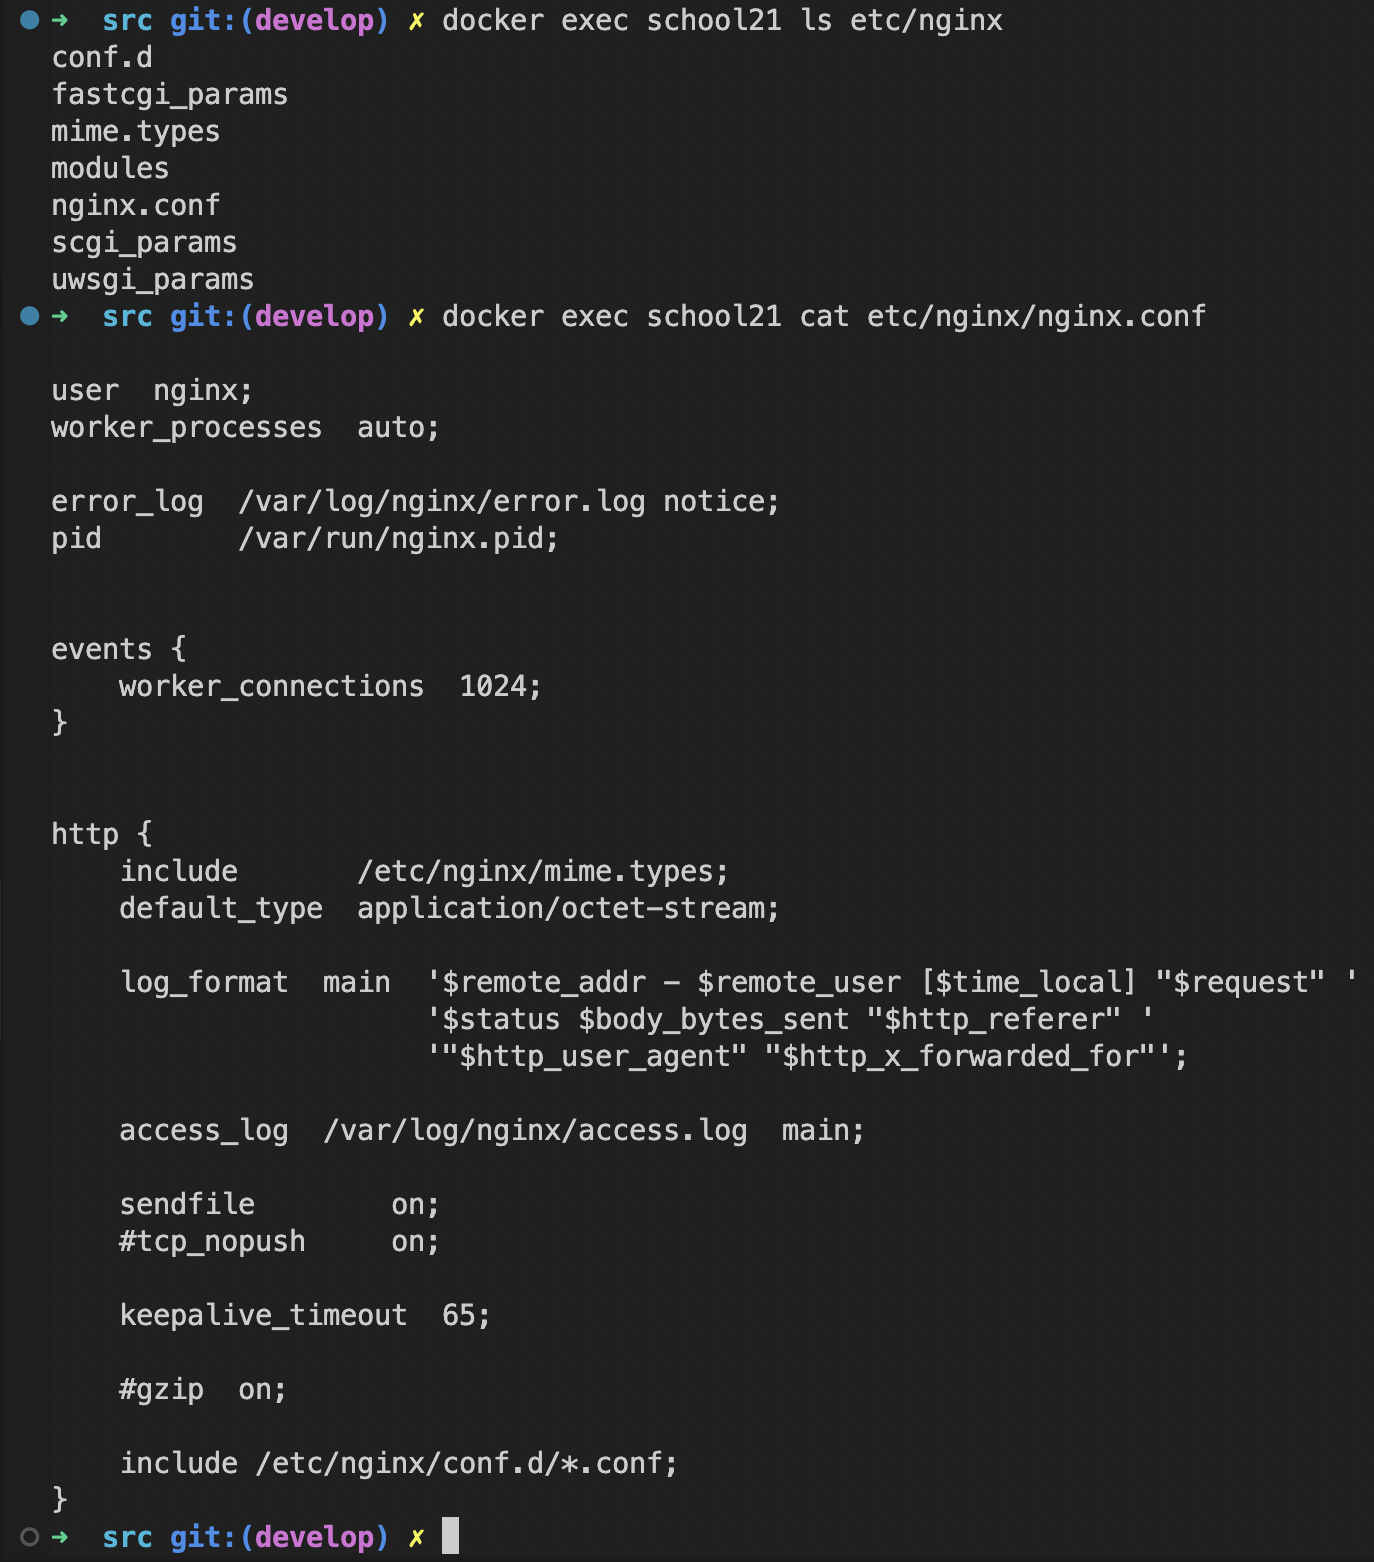 ➜  src git:(develop) ✗ docker exec school21 ls etc/nginx
conf.d
fastcgi_params
mime.types
modules
nginx.conf
scgi_params
uwsgi_params
➜  src git:(develop) ✗ docker exec school21 cat etc/nginx/nginx.conf

user  nginx;
worker_processes  auto;

error_log  /var/log/nginx/error.log notice;
pid        /var/run/nginx.pid;


events {
    worker_connections  1024;
}


http {
    include       /etc/nginx/mime.types;
    default_type  application/octet-stream;

    log_format  main  '$remote_addr - $remote_user [$time_local] "$request" '
                      '$status $body_bytes_sent "$http_referer" '
                      '"$http_user_agent" "$http_x_forwarded_for"';

    access_log  /var/log/nginx/access.log  main;

    sendfile        on;
    #tcp_nopush     on;

    keepalive_timeout  65;

    #gzip  on;

    include /etc/nginx/conf.d/*.conf;
}
➜  src git:(develop) ✗